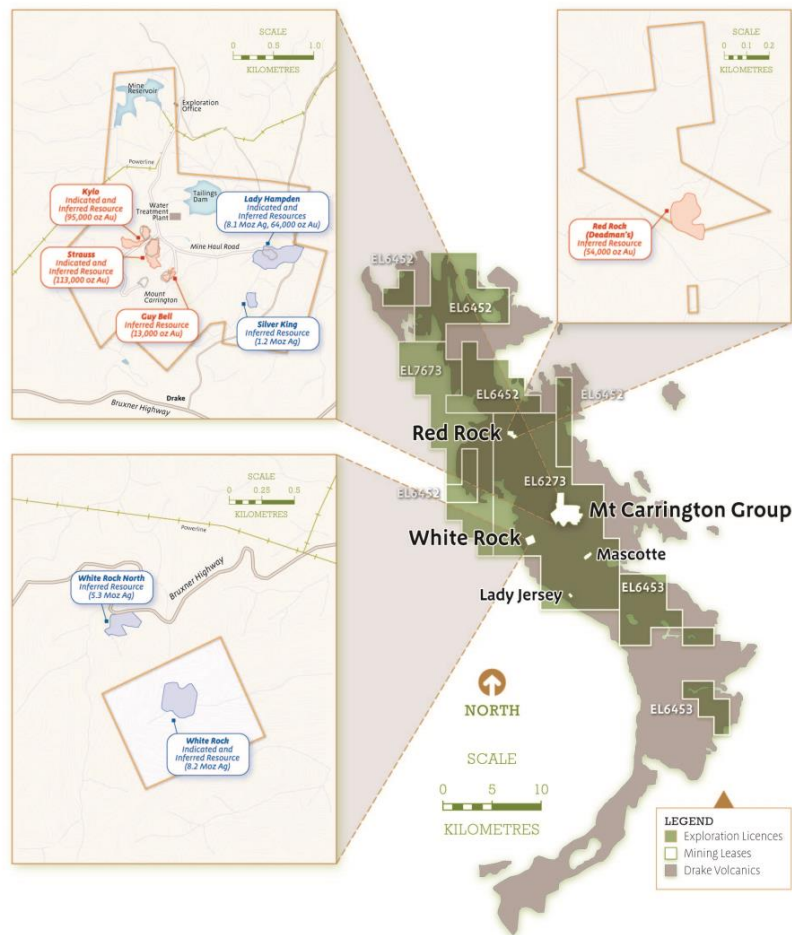 SCALE
0 0.5 1.0
KILOMETRES
Mine
Reservoir
Exploration
Office
Powerline
Kylo
Indicated and
Inferred Resource
(95,000 oz Au)
Water
Treatment
Plant
Tailings
Dam
Lady Hampden
Indicated and
Inferred Resources
(8.1 Moz Ag, 64,000 oz Au)
Strauss
Indicated and
Inferred Resource
(113,000 oz Au)
Mine Haul Road
Mount
Carrington
Guy Bell
Inferred Resource
(13,000 oz Au)
Silver King
Inferred Resource
(1.2 Moz Ag)
Drake
Bruxner Highway
SCALE
0 0.1 0.2
KILOMETRES
Red Rock
(Deadman's)
Inferred Resource
(54,000 oz Au)
EL6452
EL6452
EL7673
EL6452
EL6452
Red Rock
EL6452
EL6273
Mt Carrington Group
White Rock
Mascotte
Lady Jersey
EL6453
EL6453
SCALE
0 0.25 0.5
KILOMETRES
Powerline
Bruxner Highway
White Rock North
Inferred Resource
(5.3 Moz Ag)
White Rock
Indicated and
Inferred Resource
(8.2 Moz Ag)
NORTH
SCALE
0 5 10
KILOMETRES
LEGEND
Exploration Licences
Mining Leases
Drake Volcanics